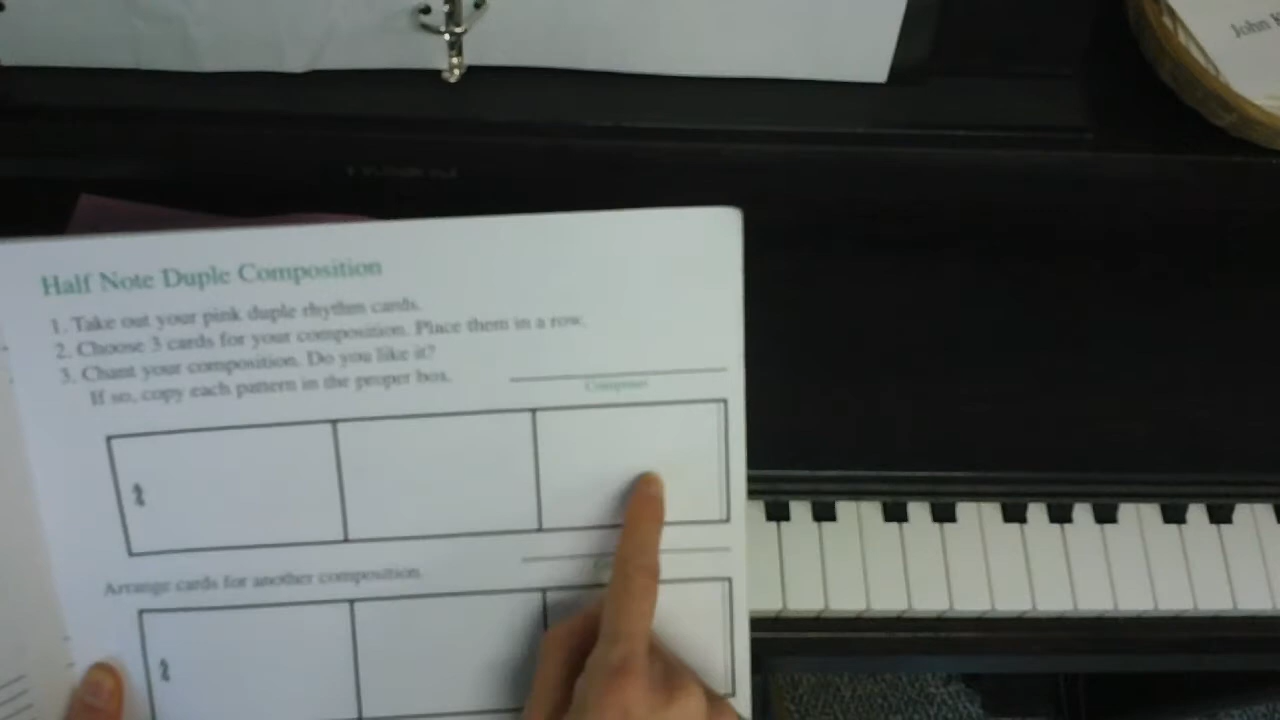 John
Half Note Duple Composition
1. Take out your pink duple rhythm cards.
2. Choose 3 cards for your composition. Place them in a row.
3. Chant your composition. Do you like it?
If so, copy each pattern in the proper box.
Composer
Arrange cards for another composition.